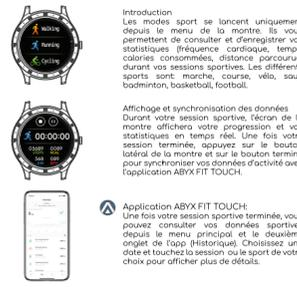 Walking
Running
Cycling
Introduction
Les modes sport se lancent uniquemen
depuis le menu de la montre. Ils vou
permettent de consulter et d'enregistrer vo
statistiques (fréquence cardiaque, temp
calories consommées, distance parcouru
durant vos sessions sportives. Les différent
sports sont: marche, course, vélo, sau
badminton, basketball, football.
00:00:00
Affichage et synchronisation des données
Durant votre session sportive, l'écran de l
montre affichera votre progression et vo
statistiques en temps réel. Une fois votr
session terminée, appuyez sur le bouto
latéral de la montre et sur le bouton termin
pour synchroniser vos données d'activité ave
l'application ABYX FIT TOUCH.
Application ABYX FIT TOUCH:
Une fois votre session sportive terminée, vou
pouvez consulter vos données sportive
depuis le menu principal et le deuxièm
onglet de l'app (Historique). Choisissez un
date et touchez la session ou le sport de votr
choix pour afficher plus de détails.